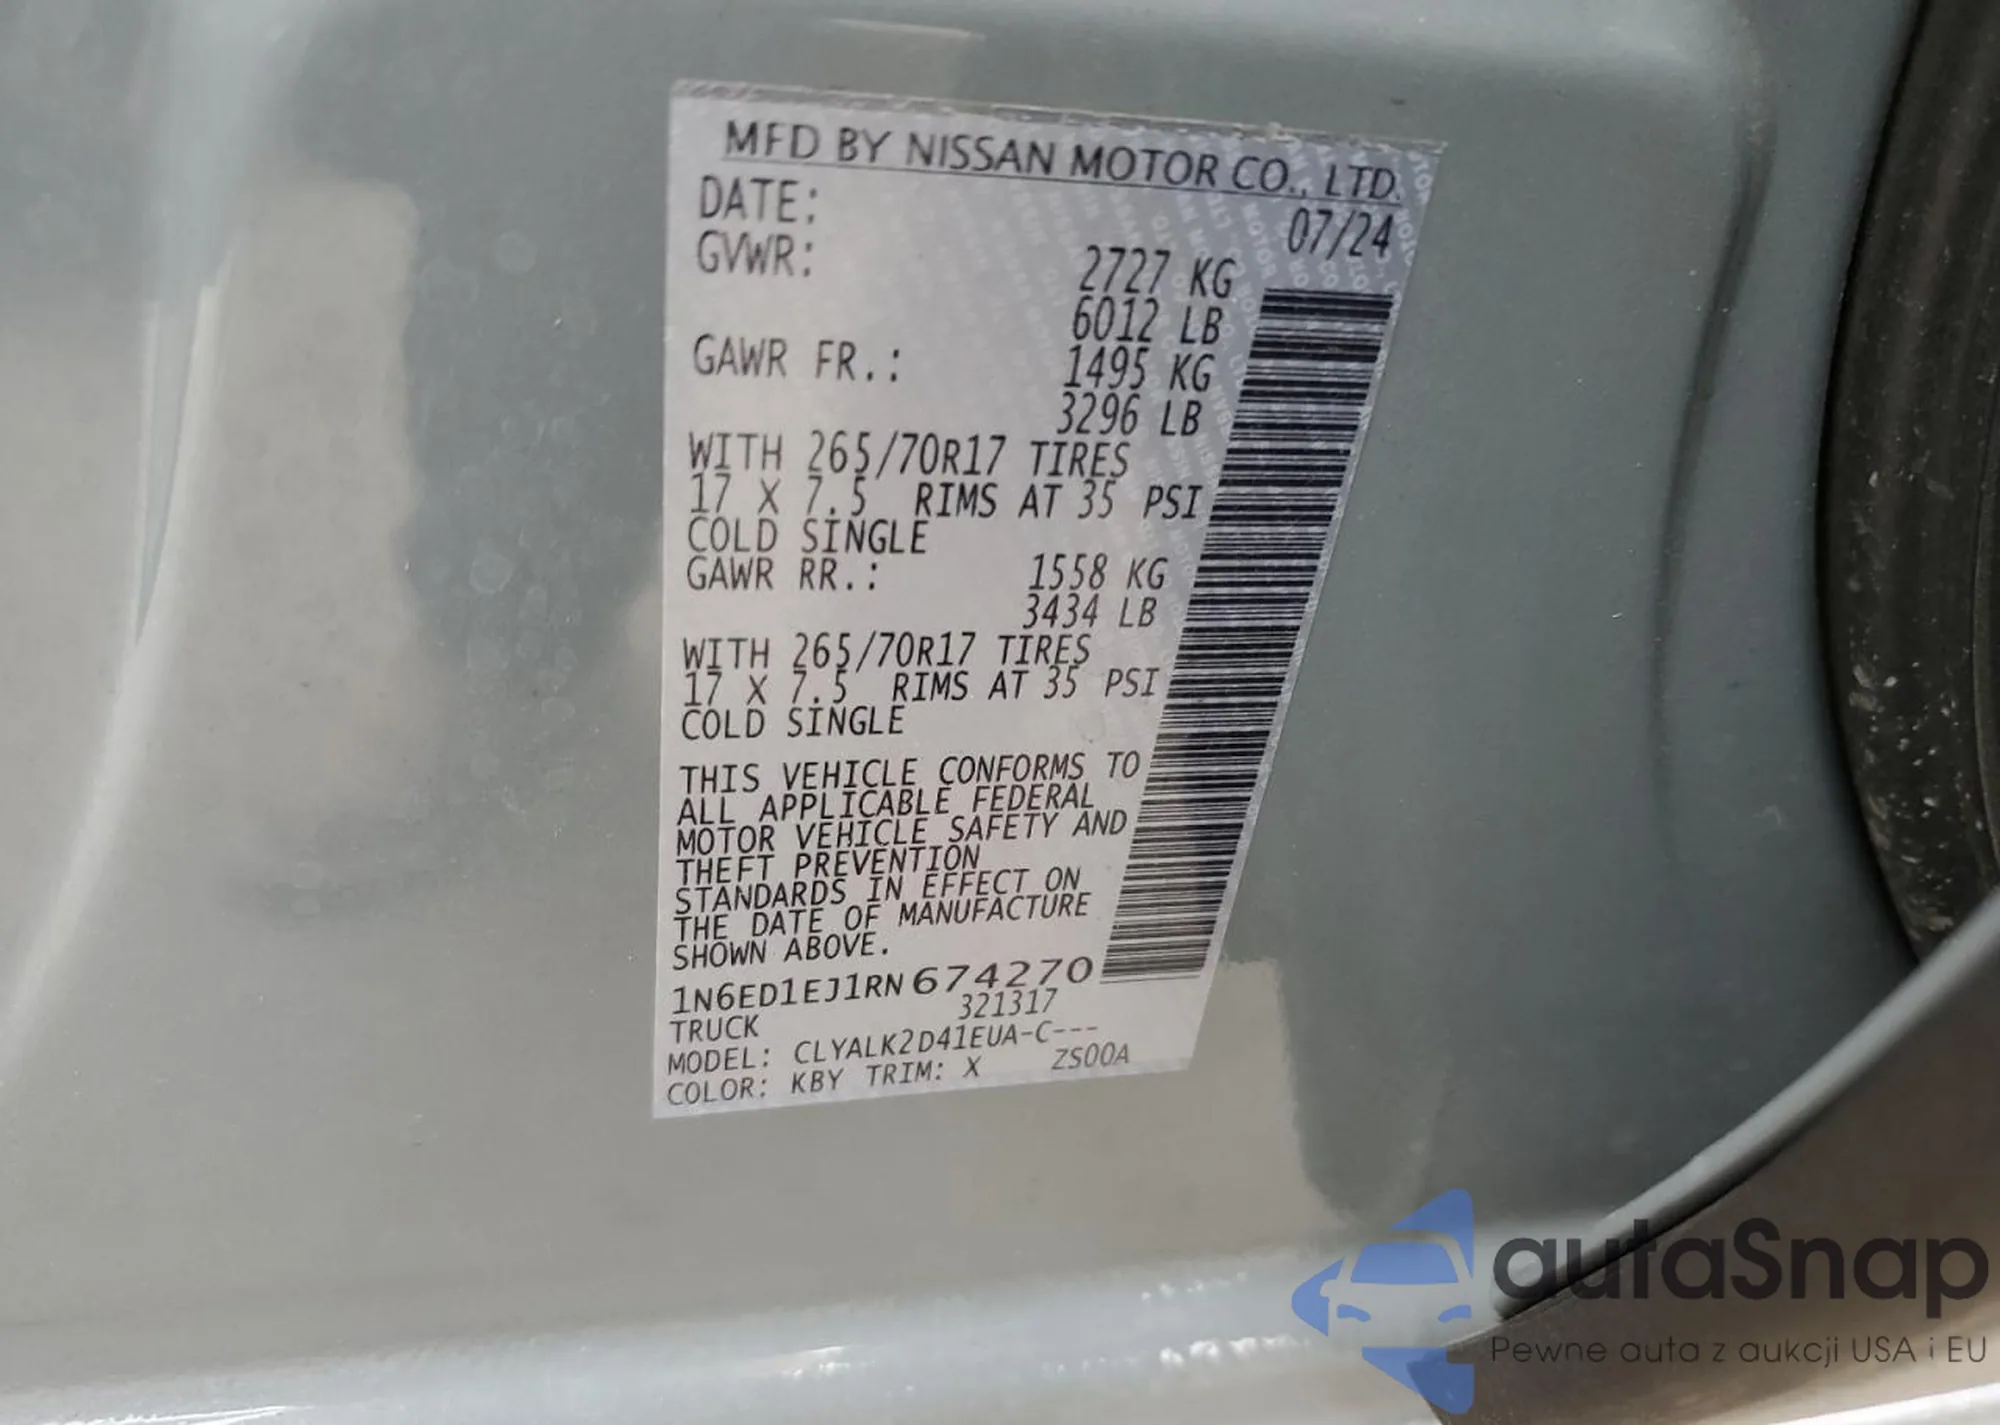 MFD BY NISSAN MOTOR CO., LTD.
DATE: 07/24
GVWR: 2727 KG
6012 LB
GAWR FR.: 1495 KG
3296 LB
WITH 265/70R17 TIRES
17 X 7.5 RIMS AT 35 PSI
COLD SINGLE
GAWR RR.: 1558 KG
3434 LB
WITH 265/70R17 TIRES
17 X 7.5 RIMS AT 35 PSI
COLD SINGLE
THIS VEHICLE CONFORMS TO
ALL APPLICABLE FEDERAL
MOTOR VEHICLE SAFETY AND
THEFT PREVENTION
STANDARDS IN EFFECT ON
THE DATE OF MANUFACTURE
SHOWN ABOVE.
1N6ED1EJ1RN674270
TRUCK 321317
MODEL: CLYALK2D41EUA-C---
COLOR: KBY TRIM: X ZS00A
autaSnap
Pewne auta z aukcji USA i EU